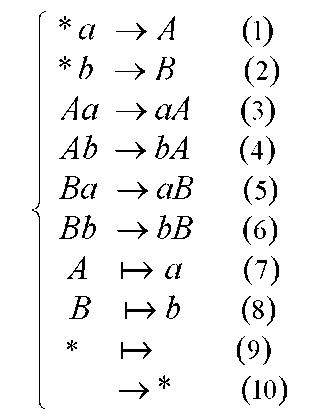 * a → A (1)
* b → B (2)
Aa → aA (3)
Ab → bA (4)
Ba → aB (5)
Bb → bB (6)
A ↦ a (7)
B ↦ b (8)
* ↦ (9)
→ * (10)